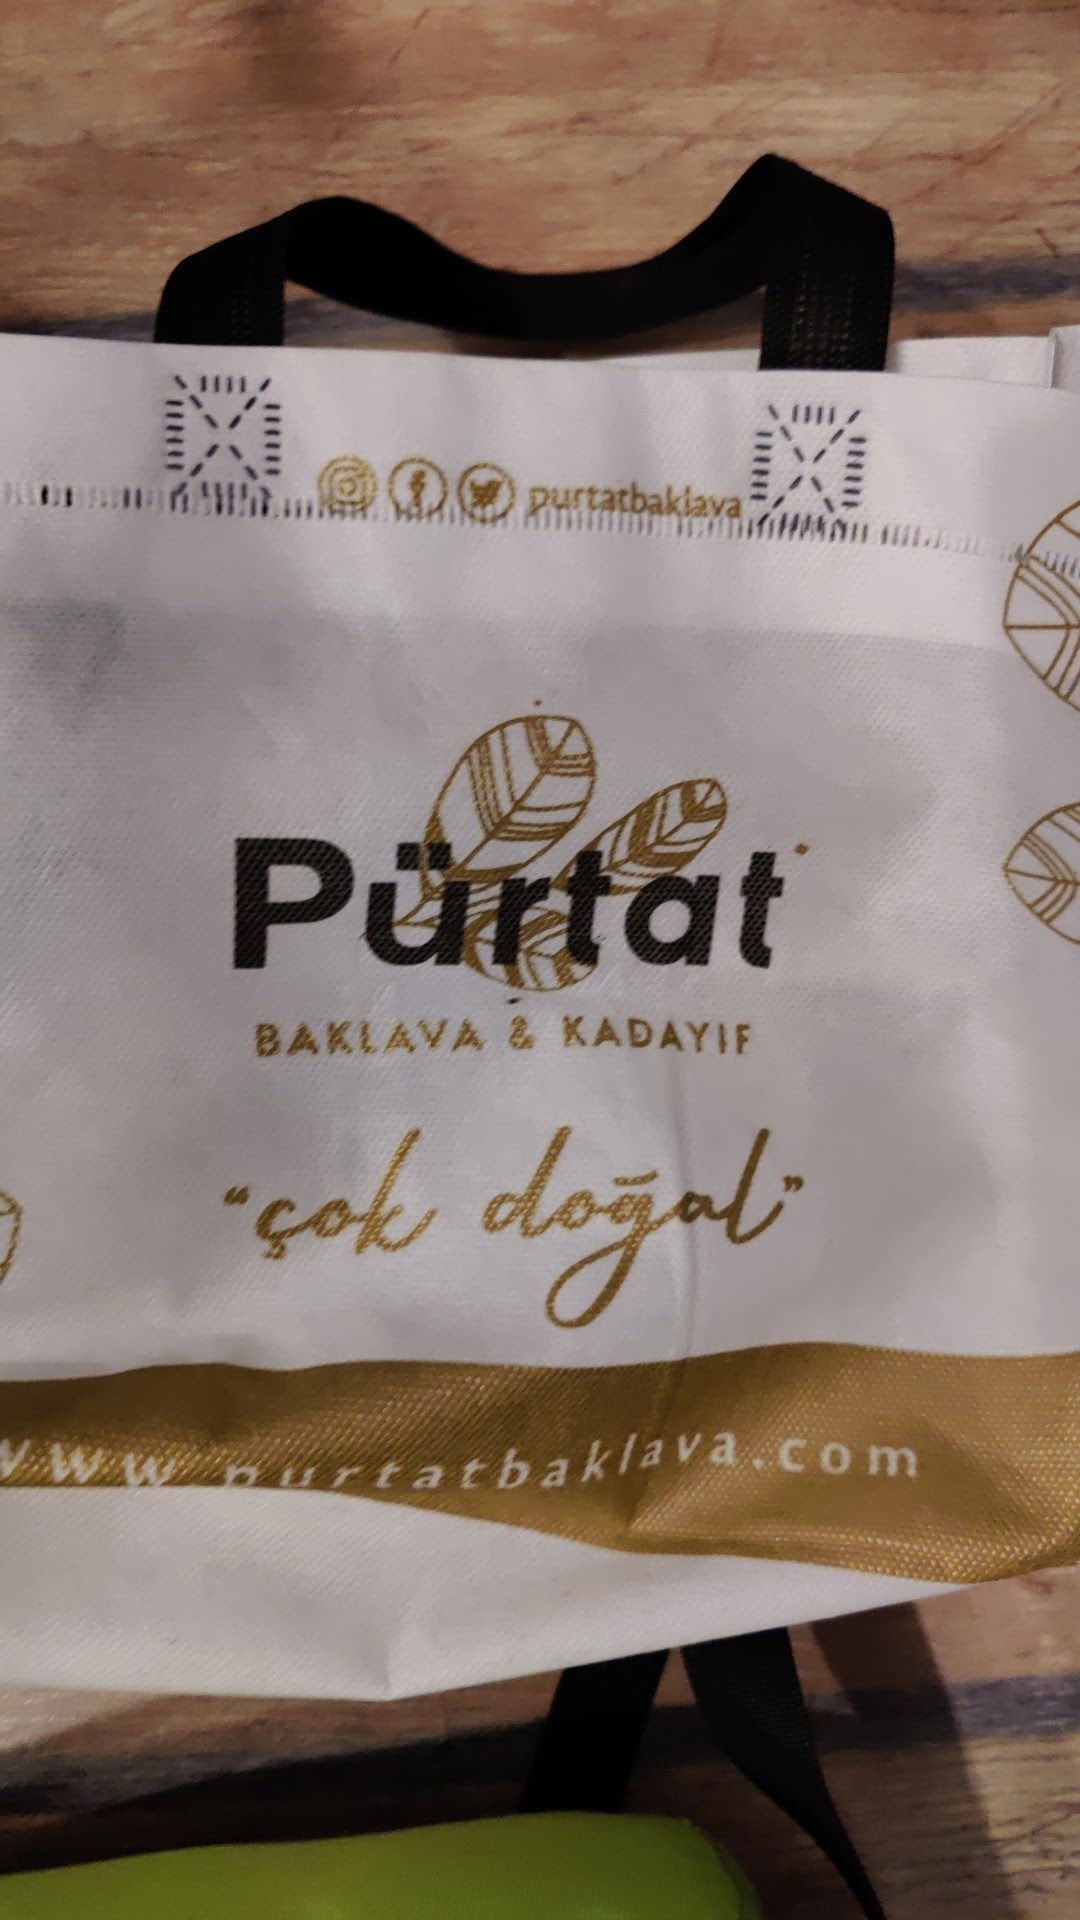 purtatbaklava
Pürtat
BAKLAVA & KADAYIF
“çok doğal”
www.purtatbaklava.com